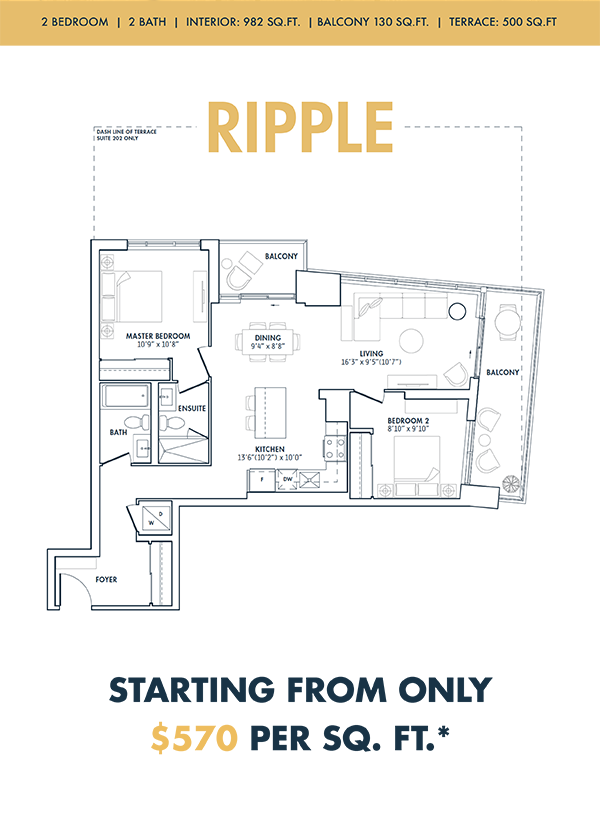 2 BEDROOM | 2 BATH | INTERIOR: 982 SQ.FT. | BALCONY 130 SQ.FT. | TERRACE: 500 SQ.FT
RIPPLE
DASH LINE OF TERRACE
SUITE 202 ONLY
BALCONY
MASTER BEDROOM
10'9" x 10'8"
DINING
9'4" x 8'8"
LIVING
16'3" x 9'5"(10'7")
BALCONY
ENSUITE
BATH
BEDROOM 2
8'10" x 9'10"
KITCHEN
13'6"(10'2") x 10'0"
F
DW
D
W
FOYER
STARTING FROM ONLY
$570 PER SQ. FT.*